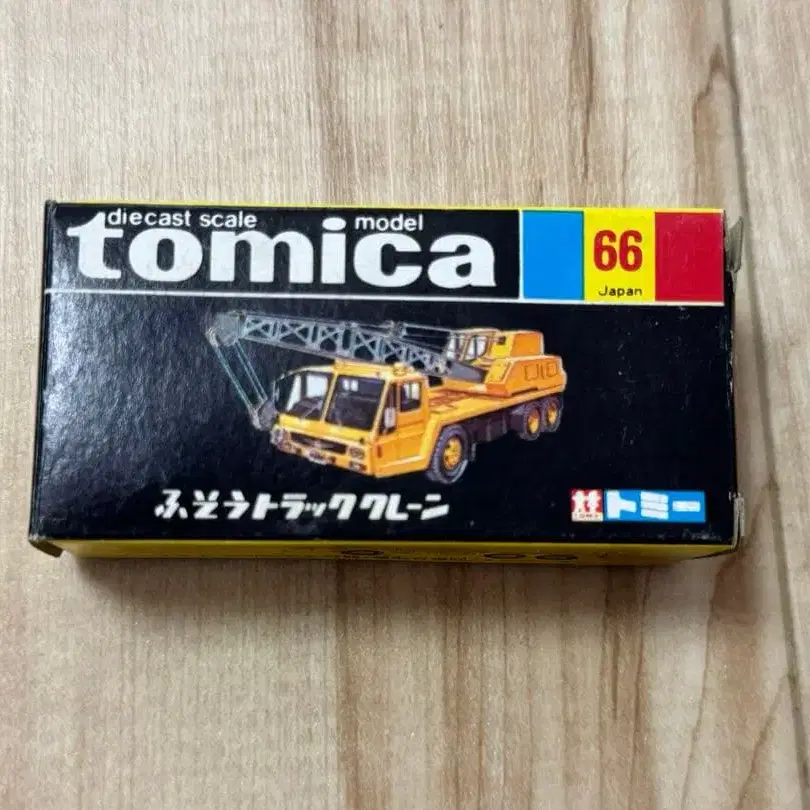 diecast scale model
tomica
66
Japan
ふそうトラッククレーン
TOMY
トミー